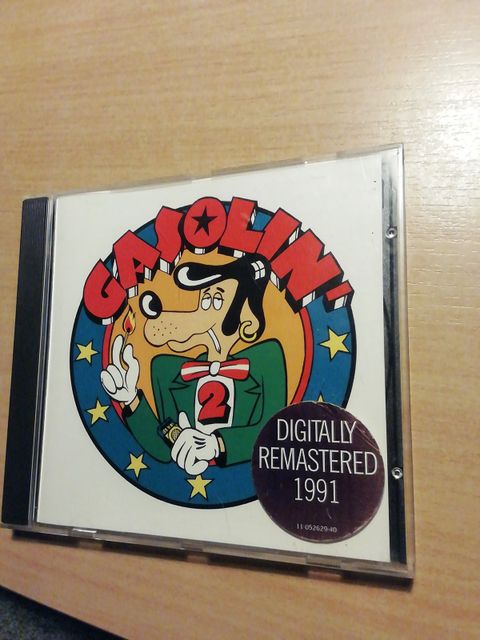 GASOLIN'
2
DIGITALLY
REMASTERED
1991
11-052629-40